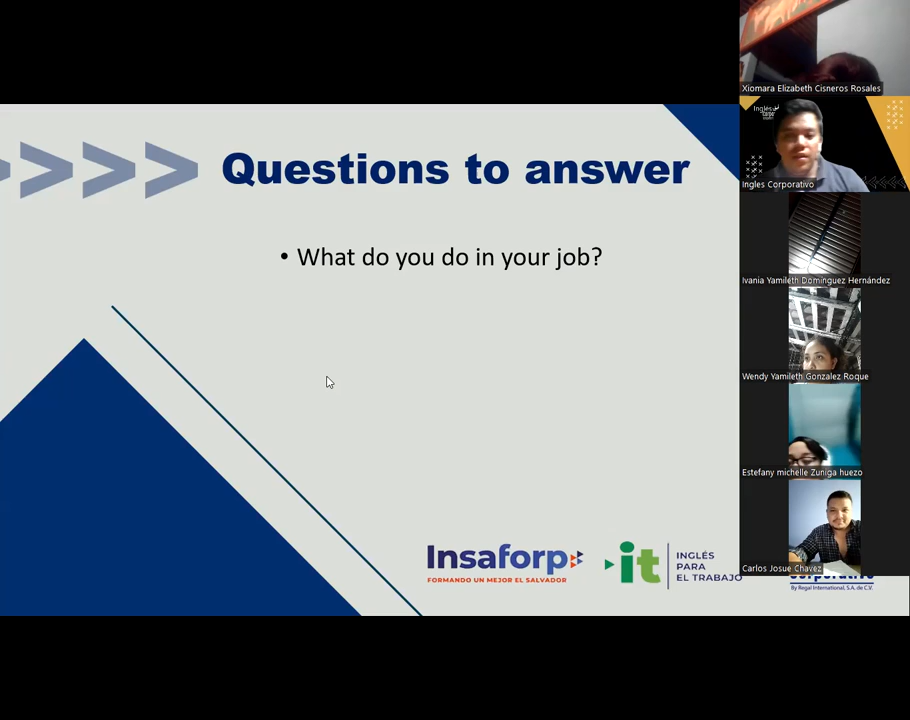 Questions to answer
• What do you do in your job?
Insaforp
FORMANDO UN MEJOR EL SALVADOR
it
INGLÉS
PARA
EL TRABAJO
By Regal International, S.A. de C.V.
Xiomara Elizabeth Cisneros Rosales
Ingles Corporativo
Ivania Yamileth Domínguez Hernández
Wendy Yamileth Gonzalez Roque
Estefany michelle Zuniga huezo
Carlos Josue Chavez